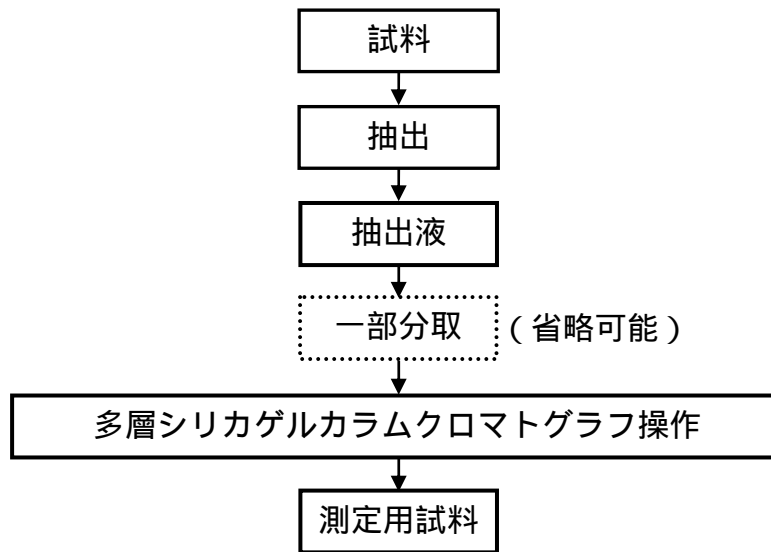 試料
抽出
抽出液
一部分取 (省略可能)
多層シリカゲルカラムクロマトグラフ操作
測定用試料